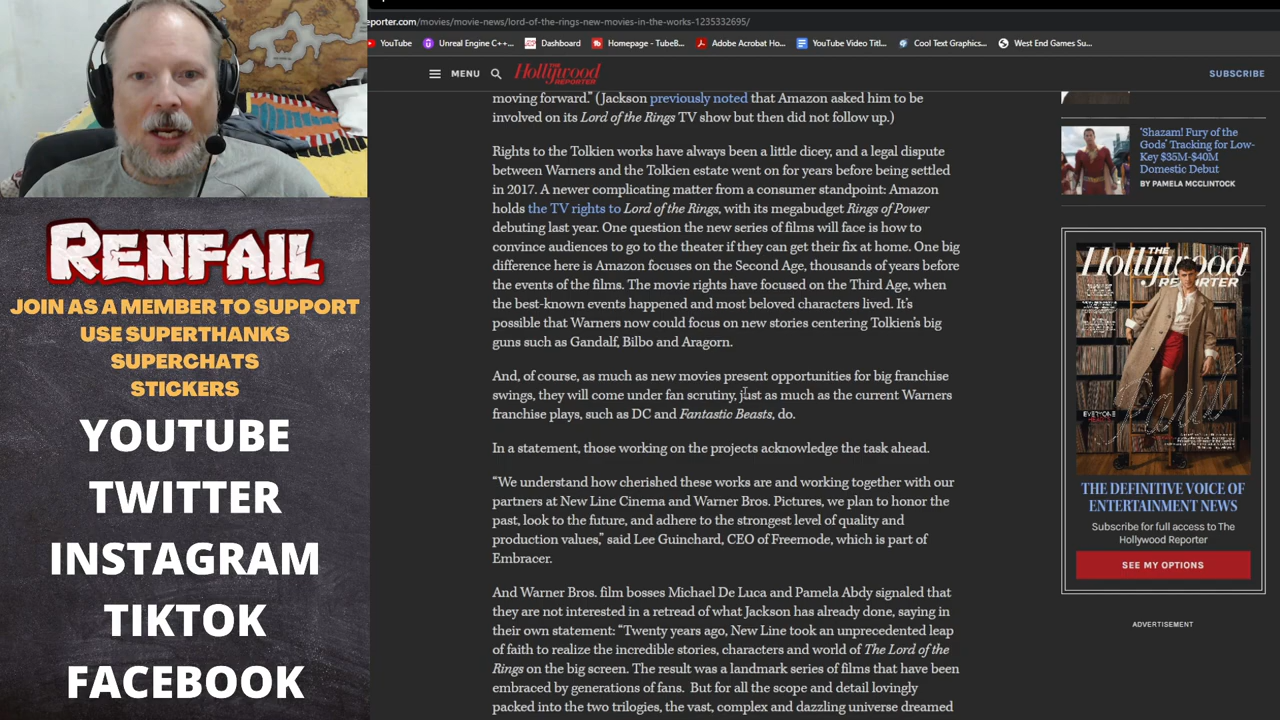 eporter.com/movies/movie-news/lord-of-the-rings-new-movies-in-the-works-1235332695/
YouTube
Unreal Engine C++...
Dashboard
Homepage - TubeB...
Adobe Acrobat Ho...
YouTube Video Titl...
Cool Text Graphics...
West End Games Su...
MENU
THE Hollywood REPORTER
SUBSCRIBE
RENFAIL
JOIN AS A MEMBER TO SUPPORT
USE SUPERTHANKS
SUPERCHATS
STICKERS
YOUTUBE
TWITTER
INSTAGRAM
TIKTOK
FACEBOOK
moving forward.” (Jackson previously noted that Amazon asked him to be
involved on its Lord of the Rings TV show but then did not follow up.)
Rights to the Tolkien works have always been a little dicey, and a legal dispute
between Warners and the Tolkien estate went on for years before being settled
in 2017. A newer complicating matter from a consumer standpoint: Amazon
holds the TV rights to Lord of the Rings, with its megabudget Rings of Power
debuting last year. One question the new series of films will face is how to
convince audiences to go to the theater if they can get their fix at home. One big
difference here is Amazon focuses on the Second Age, thousands of years before
the events of the films. The movie rights have focused on the Third Age, when
the best-known events happened and most beloved characters lived. It’s
possible that Warners now could focus on new stories centering Tolkien’s big
guns such as Gandalf, Bilbo and Aragorn.
And, of course, as much as new movies present opportunities for big franchise
swings, they will come under fan scrutiny, just as much as the current Warners
franchise plays, such as DC and Fantastic Beasts, do.
In a statement, those working on the projects acknowledge the task ahead.
“We understand how cherished these works are and working together with our
partners at New Line Cinema and Warner Bros. Pictures, we plan to honor the
past, look to the future, and adhere to the strongest level of quality and
production values,” said Lee Guinchard, CEO of Freemode, which is part of
Embracer.
And Warner Bros. film bosses Michael De Luca and Pamela Abdy signaled that
they are not interested in a retread of what Jackson has already done, saying in
their own statement: “Twenty years ago, New Line took an unprecedented leap
of faith to realize the incredible stories, characters and world of The Lord of the
Rings on the big screen. The result was a landmark series of films that have been
embraced by generations of fans. But for all the scope and detail lovingly
packed into the two trilogies, the vast, complex and dazzling universe dreamed
‘Shazam! Fury of the
Gods’ Tracking for Low-
Key $35M-$40M
Domestic Debut
BY PAMELA MCCLINTOCK
THE Hollywood REPORTER
THE DEFINITIVE VOICE OF
ENTERTAINMENT NEWS
Subscribe for full access to The
Hollywood Reporter
SEE MY OPTIONS
ADVERTISEMENT